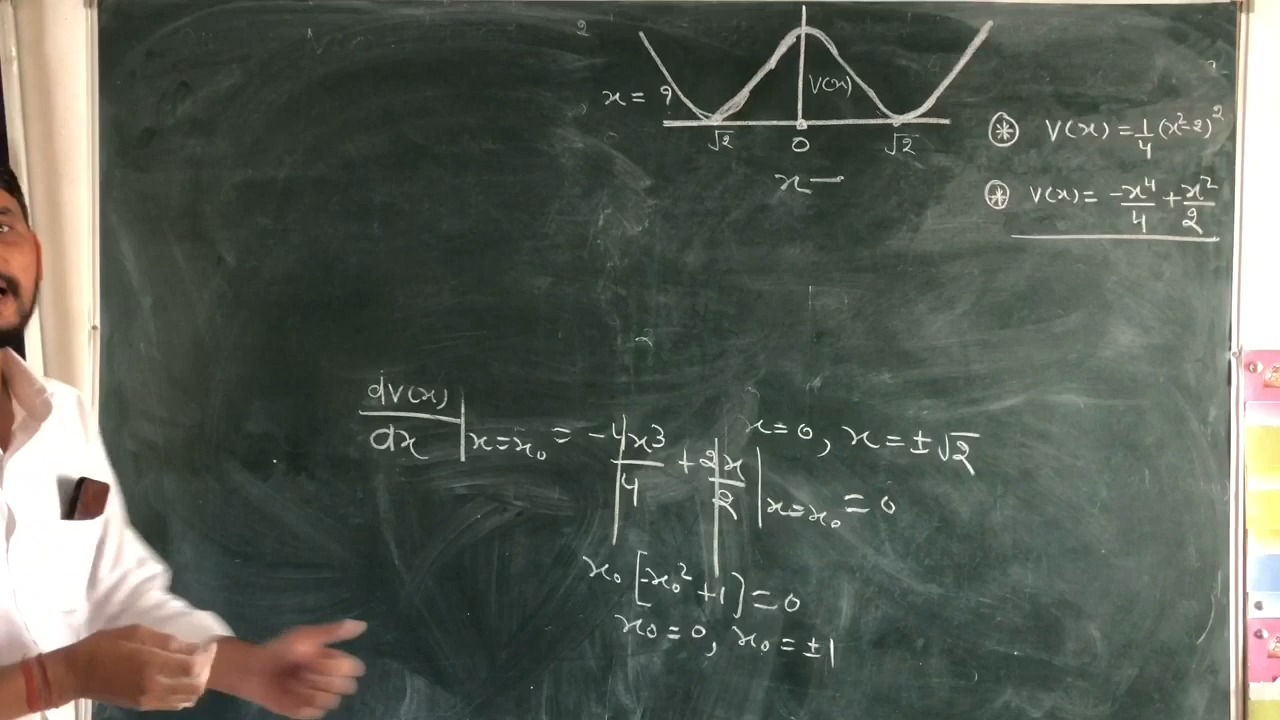 2
V(x)
x = 9
√2 0 √2
x —
⊛ V(x) = 1/4 (x²-2)²
⊛ V(x) = -x⁴/4 + x²/2
dV(x)/dx |x=x₀ = -4x³/4 + 2x/2 |x=x₀ = 0
x=0, x=±√2
x₀ [-x₀² + 1] = 0
x₀ = 0, x₀ = ±1